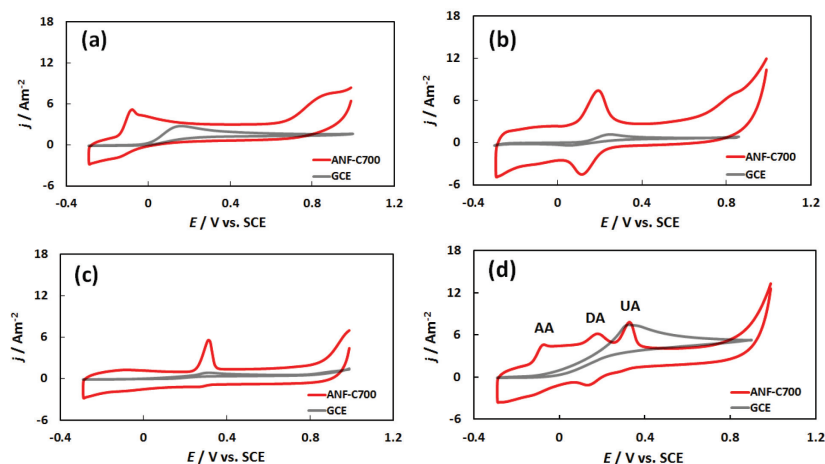 (a)
18
12
6
0
-6
j / Am⁻²
-0.4
0
0.4
0.8
1.2
E / V vs. SCE
ANF-C700
GCE
(b)
18
12
6
0
-6
j / Am⁻²
-0.4
0
0.4
0.8
1.2
E / V vs. SCE
ANF-C700
GCE
(c)
18
12
6
0
-6
j / Am⁻²
-0.4
0
0.4
0.8
1.2
E / V vs. SCE
ANF-C700
GCE
(d)
18
12
6
0
-6
j / Am⁻²
AA
DA
UA
-0.4
0
0.4
0.8
1.2
E / V vs. SCE
ANF-C700
GCE